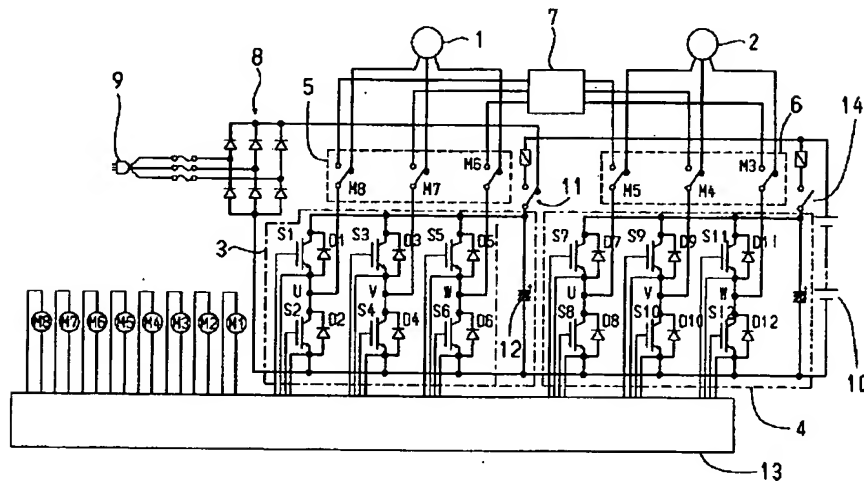 7
1
2
8
9
5
6
14
M8
M7
M6
M5
M4
M3
11
3
S1
D1
S3
D3
S5
D5
S7
D7
S9
D9
S11
D11
U
V
W
U
V
W
S2
D2
S4
D4
S6
D6
S8
D8
S10
D10
S12
D12
12
10
M8
M7
M6
M5
M4
M3
M2
M1
4
13